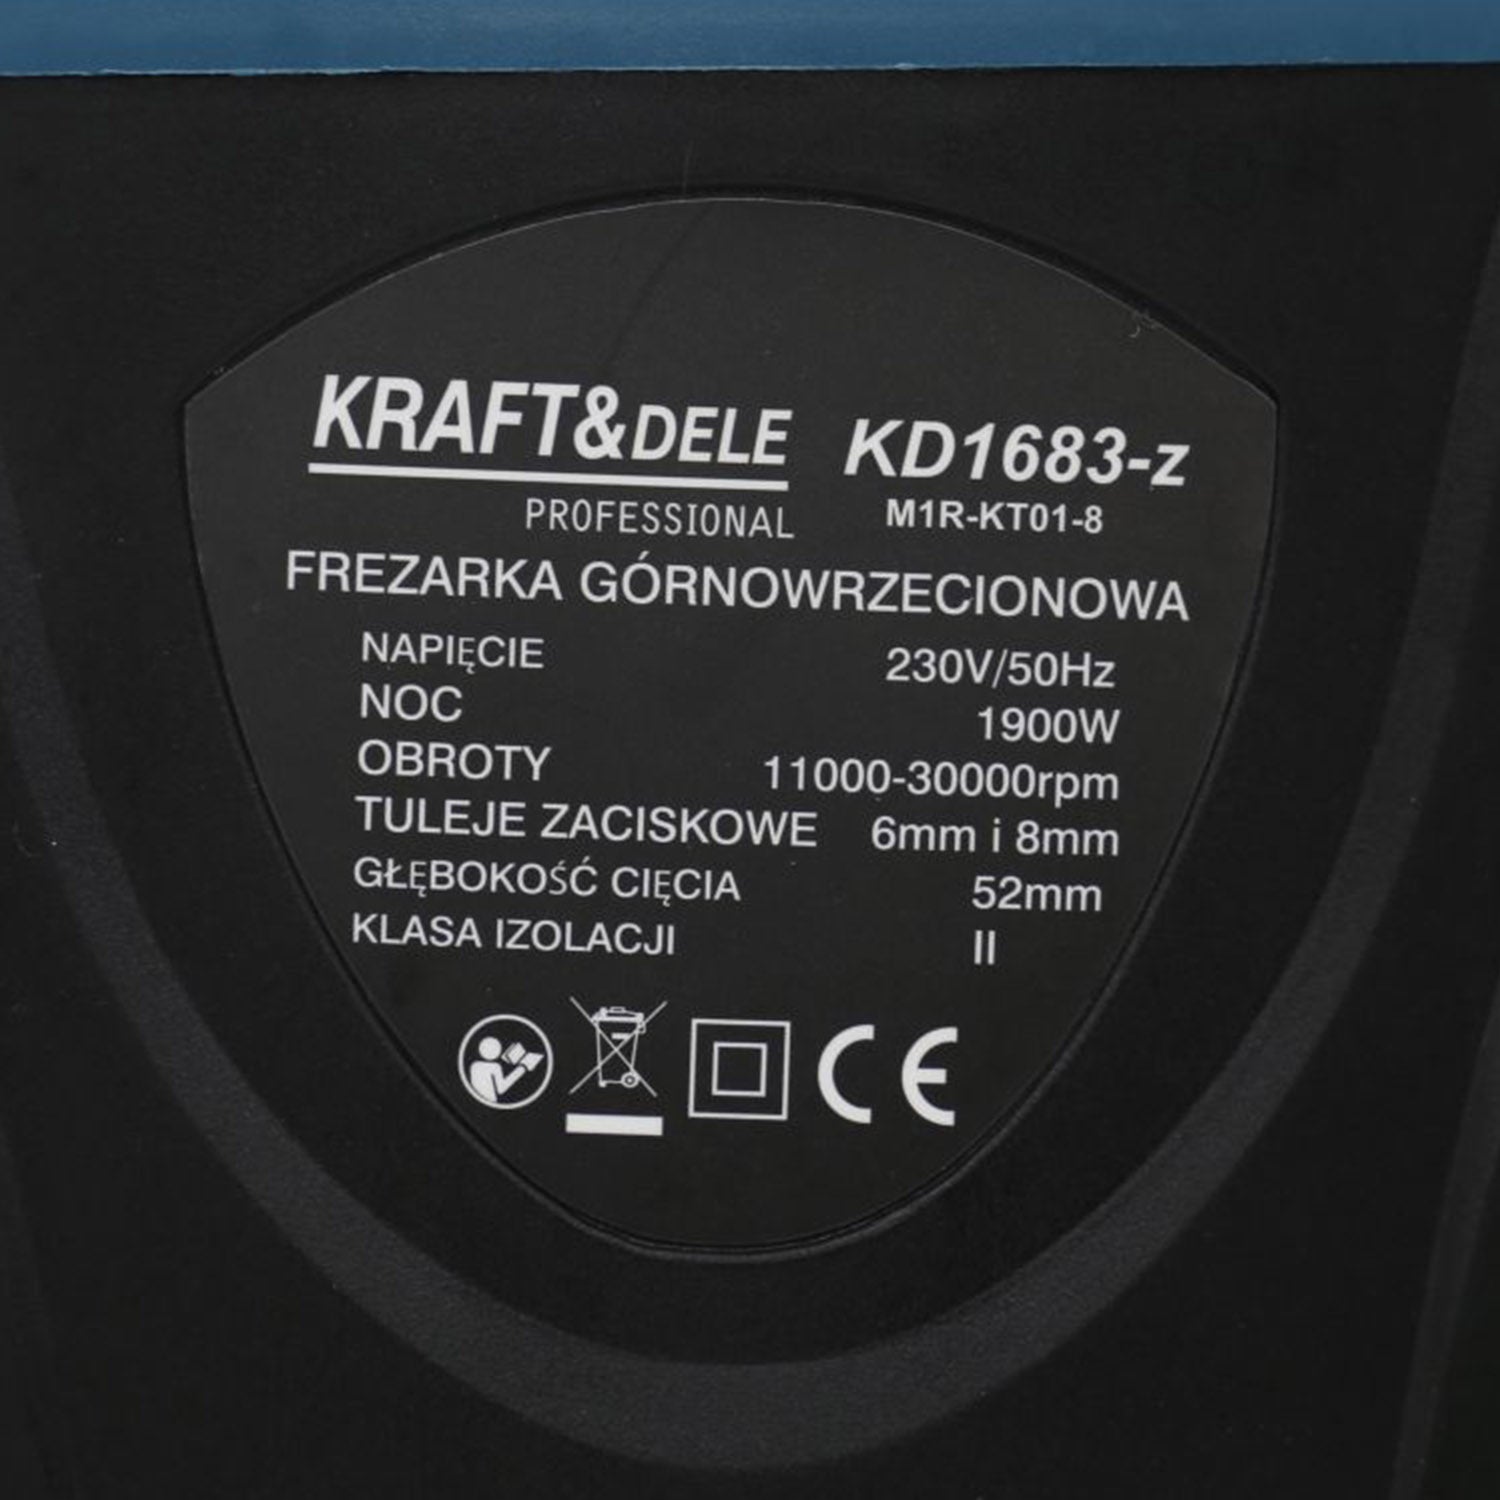 KRAFT&DELE KD1683-z
PROFESSIONAL M1R-KT01-8
FREZARKA GÓRNOWRZECIONOWA
NAPIĘCIE 230V/50Hz
NOC 1900W
OBROTY 11000-30000rpm
TULEJE ZACISKOWE 6mm i 8mm
GŁĘBOKOŚĆ CIĘCIA 52mm
KLASA IZOLACJI II
CE